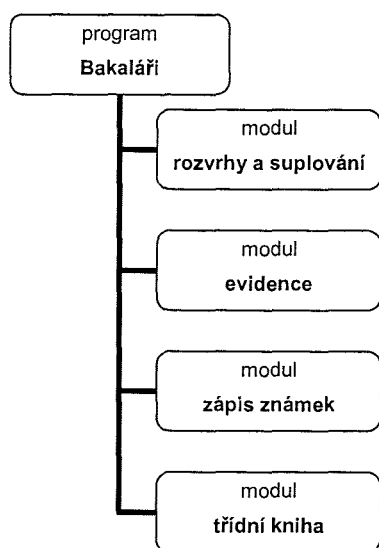 program
Bakaláři
modul
rozvrhy a suplování
modul
evidence
modul
zápis známek
modul
třídní kniha